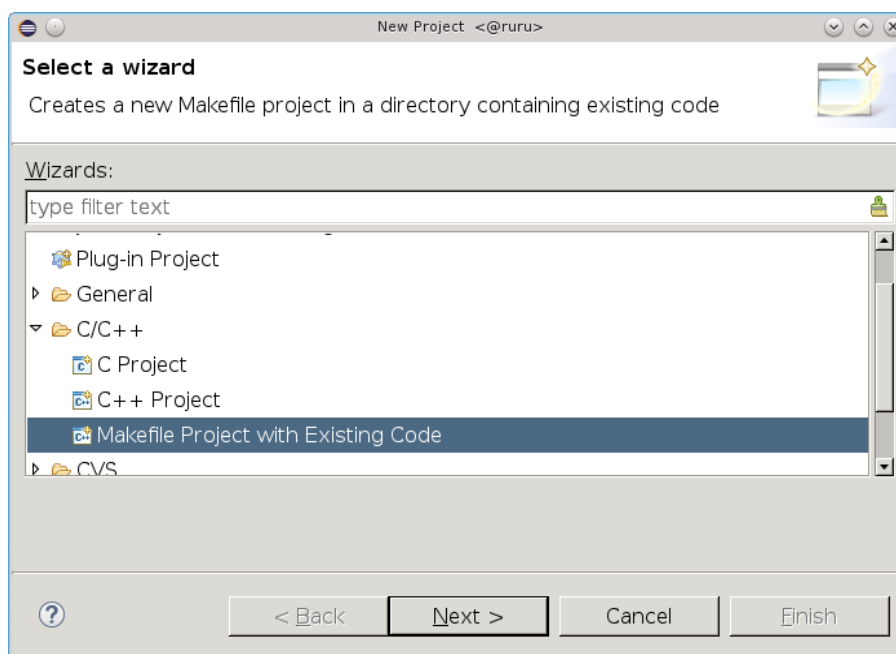 New Project <@ruru>
Select a wizard
Creates a new Makefile project in a directory containing existing code
Wizards:
type filter text
Plug-in Project
General
C/C++
C Project
C++ Project
Makefile Project with Existing Code
CVS
< Back Next > Cancel Finish